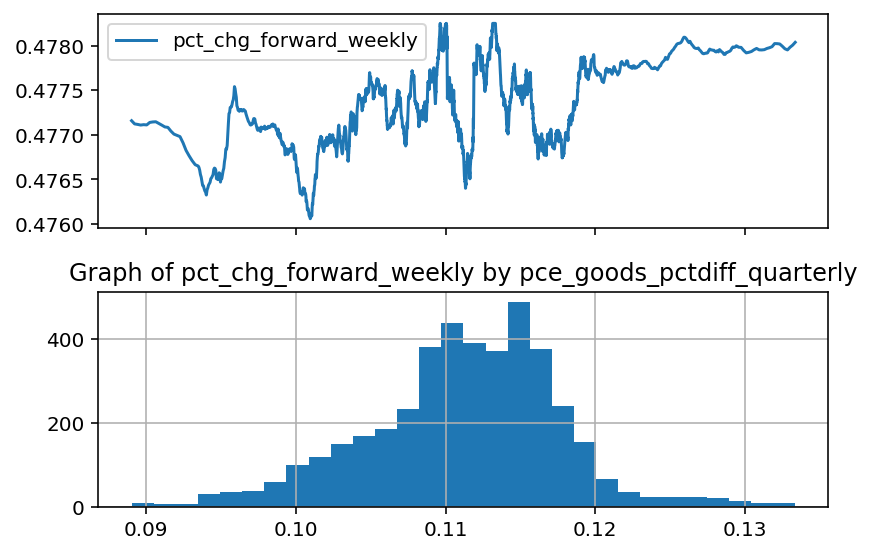 0.4780
pct_chg_forward_weekly
0.4775
0.4770
0.4765
0.4760
Graph of pct_chg_forward_weekly by pce_goods_pctdiff_quarterly
400
200
0
0.09 0.10 0.11 0.12 0.13